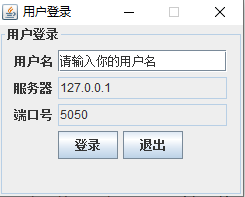 用户登录
用户登录
用户名 请输入你的用户名
服务器 127.0.0.1
端口号 5050
登录 退出